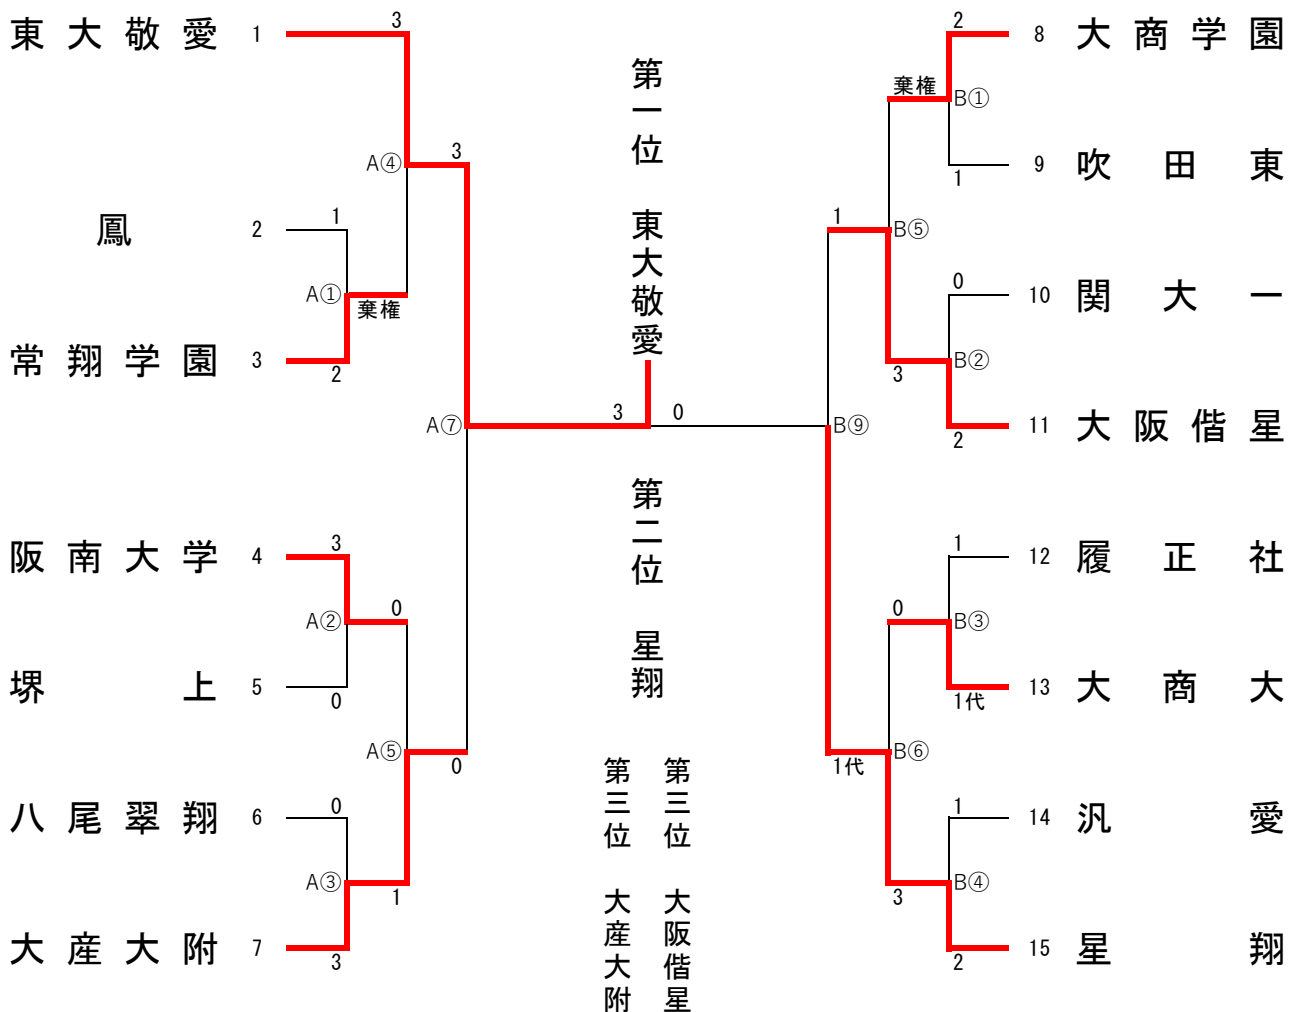 東大敬愛 1 3
鳳 2 1
常翔学園 3 2
阪南大学 4 3
堺上 5 0
八尾翠翔 6 0
大産大附 7 3
A①
棄権
A④
3
A②
0
A③
1
A⑤
0
A⑦
3
0
第一位 東大敬愛
第二位 星翔
第三位 大阪偕星
第三位 大産大附
2 8 大商学園
1 9 吹田東
0 10 関大一
2 11 大阪偕星
1 12 履正社
1代 13 大商大
1 14 汎愛
2 15 星翔
棄権
B①
B⑤
1
B②
3
B⑨
B③
0
B⑥
1代
B④
3